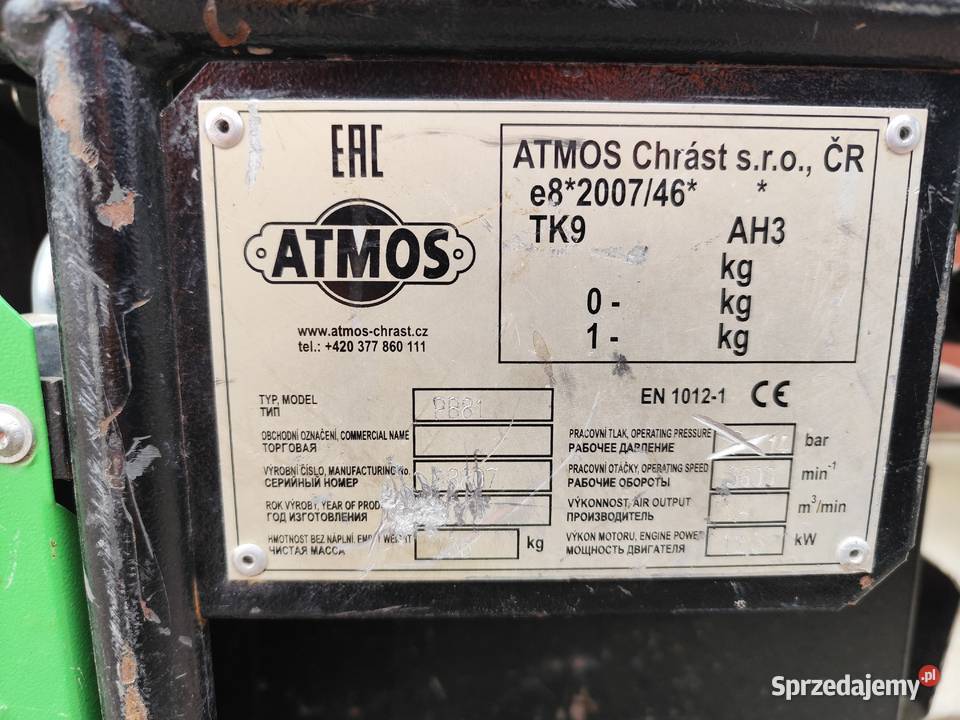 EAC
ATMOS
www.atmos-chrast.cz
tel.: +420 377 860 111
ATMOS Chrást s.r.o., ČR
e8*2007/46* *
TK9 AH3
kg
0 - kg
1 - kg
EN 1012-1 CE
TYP, MODEL
ТИП
PB81
OBCHODNÍ OZNAČENÍ, COMMERCIAL NAME
ТОРГОВАЯ
VÝROBNÍ ČÍSLO, MANUFACTURING No.
СЕРИЙНЫЙ НОМЕР
ROK VÝROBY, YEAR OF PROD
ГОД ИЗГОТОВЛЕНИЯ
HMOTNOST BEZ NÁPLNÍ, EMPTY WEIGHT
ЧИСТАЯ МАССА
kg
PRACOVNÍ TLAK, OPERATING PRESSURE
РАБОЧЕЕ ДАВЛЕНИЕ
bar
PRACOVNÍ OTÁČKY, OPERATING SPEED
РАБОЧИЕ ОБОРОТЫ
min-1
VÝKONNOST, AIR OUTPUT
ПРОИЗВОДИТЕЛЬ
m³/min
VÝKON MOTORU, ENGINE POWER
МОЩНОСТЬ ДВИГАТЕЛЯ
kW
Sprzedajemy.pl